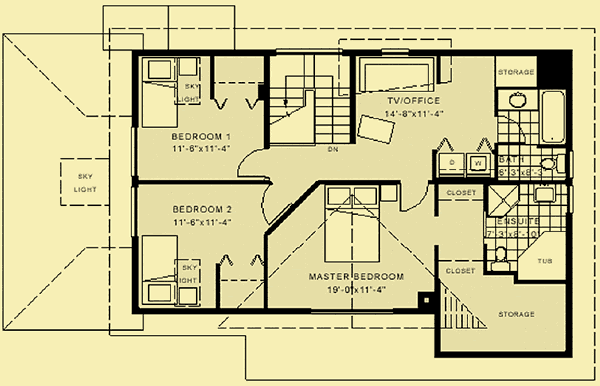 STORAGE
SKY
LIGHT
TV/OFFICE
14'-8"x11'-4"
BEDROOM 1
11'-6"x11'-4"
DN
D
W
BATH
6'-3"x8'-3"
SKY
LIGHT
CLOSET
BEDROOM 2
11'-6"x11'-4"
ENSUITE
7'-3"x8'-10"
SKY
LIGHT
MASTER BEDROOM
19'-0"x11'-4"
CLOSET
TUB
STORAGE